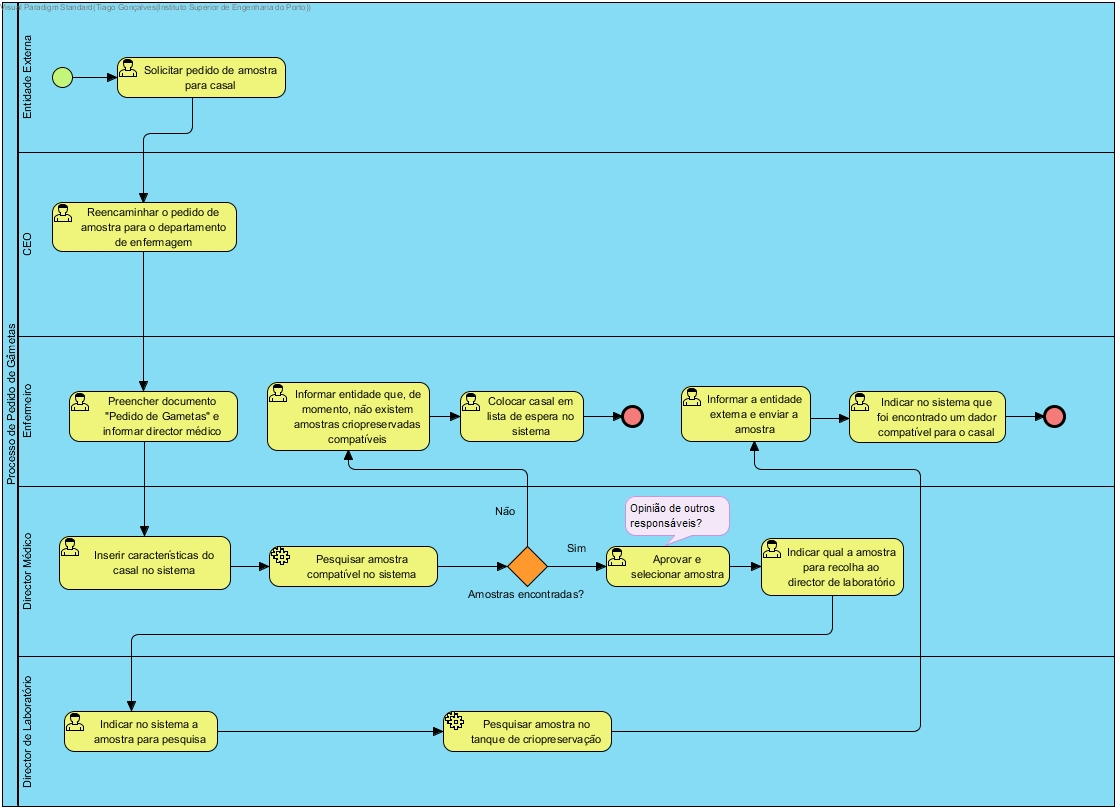 Visual Paradigm Standard(Tiago Gonçalves(Instituto Superior de Engenharia do Porto))
Processo de Pedido de Gâmetas
Entidade Externa
Solicitar pedido de amostra
para casal
CEO
Reencaminhar o pedido de
amostra para o departamento
de enfermagem
Enfermeiro
Preencher documento
"Pedido de Gametas" e
informar director médico
Informar entidade que, de
momento, não existem
amostras criopreservadas
compatíveis
Colocar casal em
lista de espera no
sistema
Informar a entidade
externa e enviar a
amostra
Indicar no sistema que
foi encontrado um dador
compatível para o casal
Director Médico
Inserir características do
casal no sistema
Pesquisar amostra
compatível no sistema
Não
Sim
Amostras encontradas?
Opinião de outros
responsáveis?
Aprovar e
selecionar amostra
Indicar qual a amostra
para recolha ao
director de laboratório
Director de Laboratório
Indicar no sistema a
amostra para pesquisa
Pesquisar amostra no
tanque de criopreservação